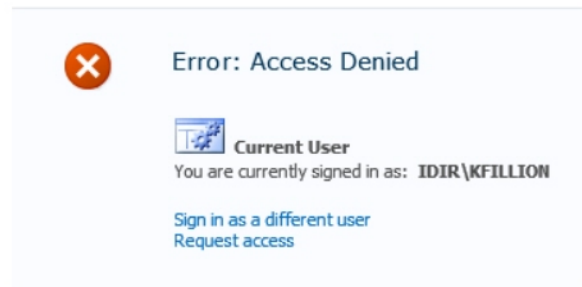 Error: Access Denied
Current User
You are currently signed in as: IDIR\KFILLION
Sign in as a different user
Request access